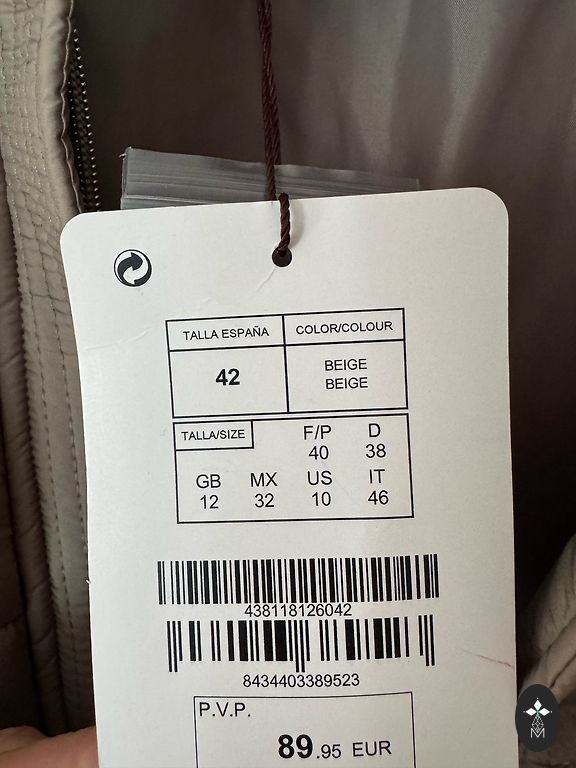 TALLA ESPAÑA COLOR/COLOUR
42
BEIGE
BEIGE
TALLA/SIZE F/P D
40 38
GB MX US IT
12 32 10 46
438118126042
8434403389523
P.V.P.
89.95 EUR
M